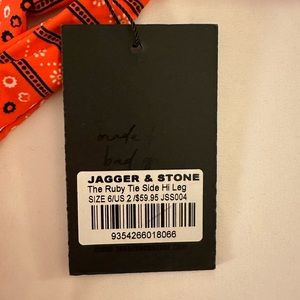 JAGGER & STONE
The Ruby Tie Side Hi Leg
SIZE 6/US 2 /$59.95 JSS004
9354266018066